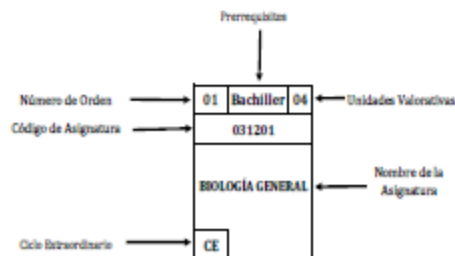 Prerrequisitos
Número de Orden
01 Bachiller 04
Unidades Valorativas
Código de Asignatura
031201
BIOLOGÍA GENERAL
Nombre de la
Asignatura
Ciclo Extraordinario
CE